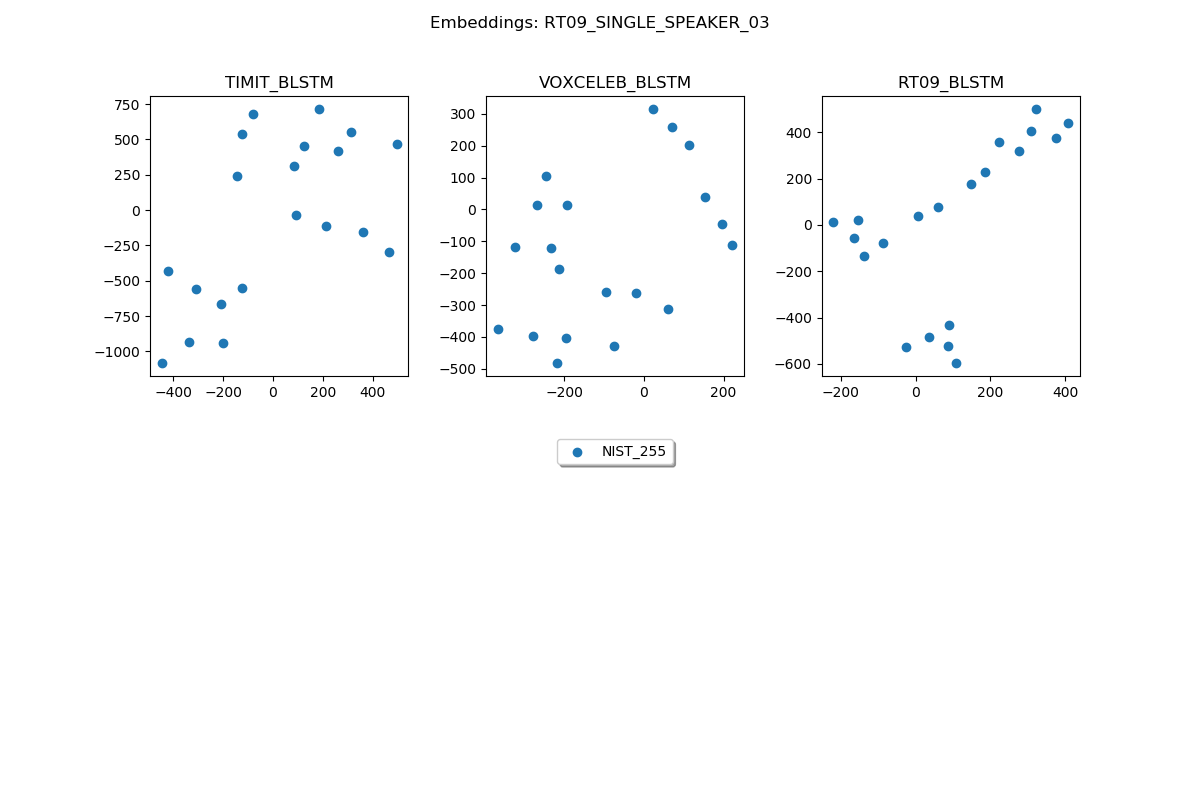 Embeddings: RT09_SINGLE_SPEAKER_03
TIMIT_BLSTM
750
500
250
0
−250
−500
−750
−1000
−400 −200 0 200 400
VOXCELEB_BLSTM
300
200
100
0
−100
−200
−300
−400
−500
−200 0 200
RT09_BLSTM
400
200
0
−200
−400
−600
−200 0 200 400
NIST_255